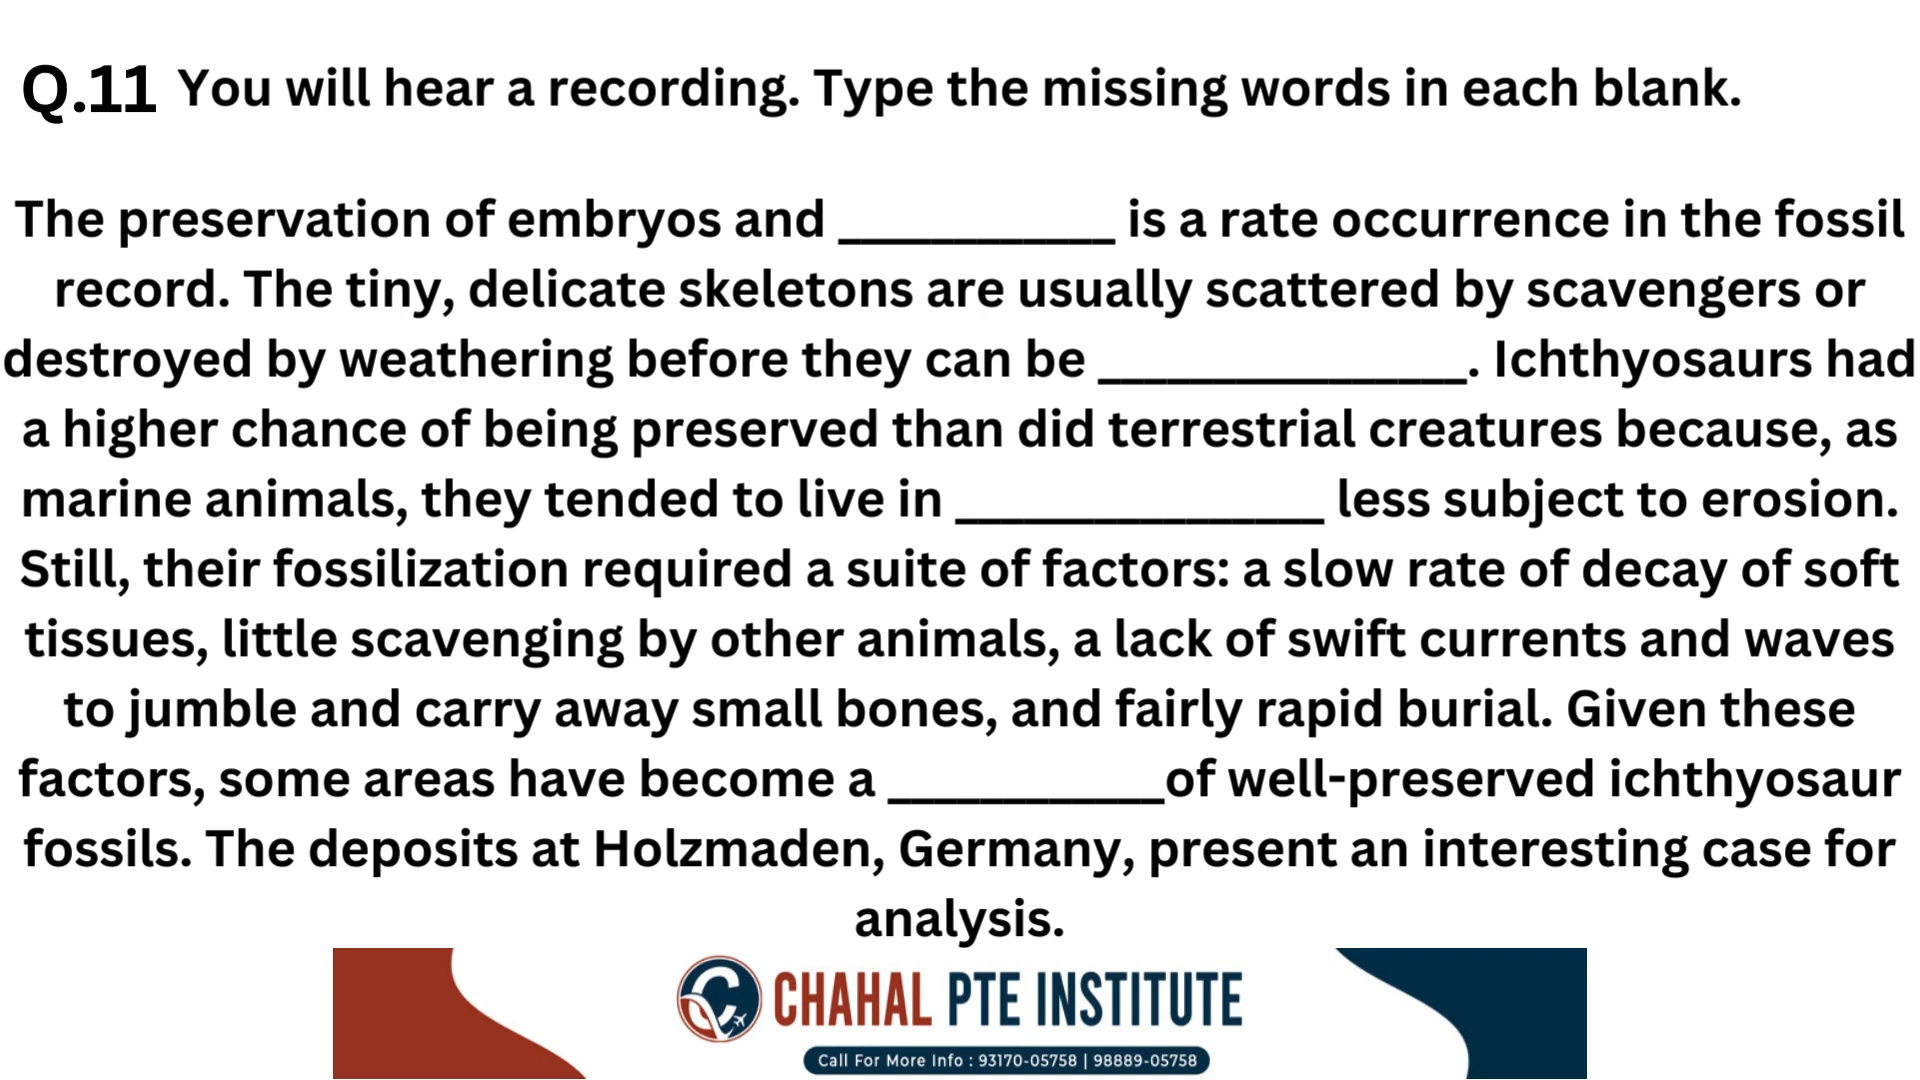 Q.11 You will hear a recording. Type the missing words in each blank.
The preservation of embryos and ____________ is a rate occurrence in the fossil
record. The tiny, delicate skeletons are usually scattered by scavengers or
destroyed by weathering before they can be ________________. Ichthyosaurs had
a higher chance of being preserved than did terrestrial creatures because, as
marine animals, they tended to live in ________________ less subject to erosion.
Still, their fossilization required a suite of factors: a slow rate of decay of soft
tissues, little scavenging by other animals, a lack of swift currents and waves
to jumble and carry away small bones, and fairly rapid burial. Given these
factors, some areas have become a ____________of well-preserved ichthyosaur
fossils. The deposits at Holzmaden, Germany, present an interesting case for
analysis.
CHAHAL PTE INSTITUTE
Call For More Info : 93170-05758 | 98889-05758